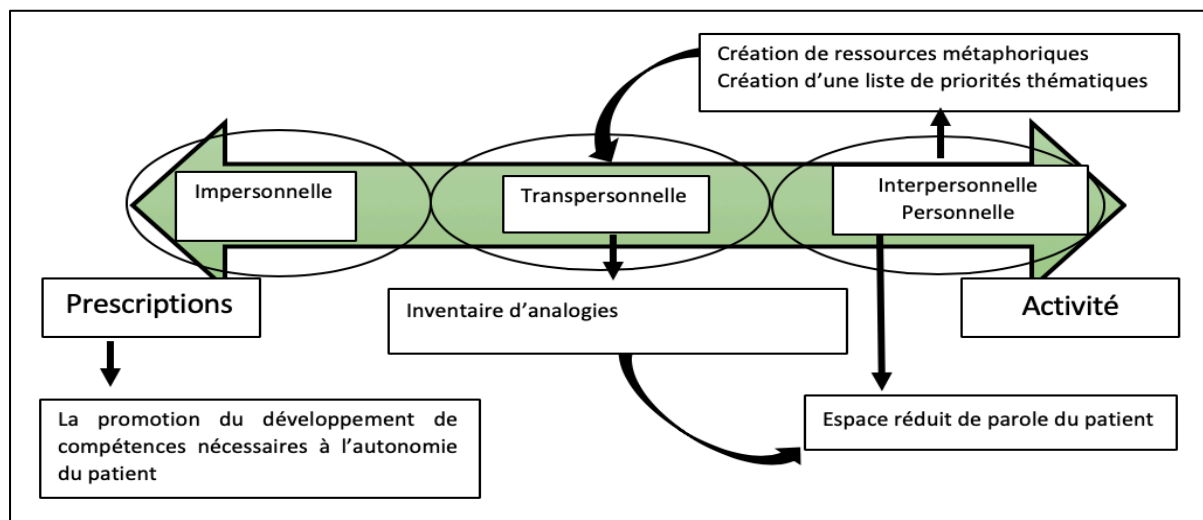 Création de ressources métaphoriques
Création d’une liste de priorités thématiques
Impersonnelle
Transpersonnelle
Interpersonnelle
Personnelle
Prescriptions
Inventaire d’analogies
Activité
La promotion du développement de
compétences nécessaires à l’autonomie
du patient
Espace réduit de parole du patient